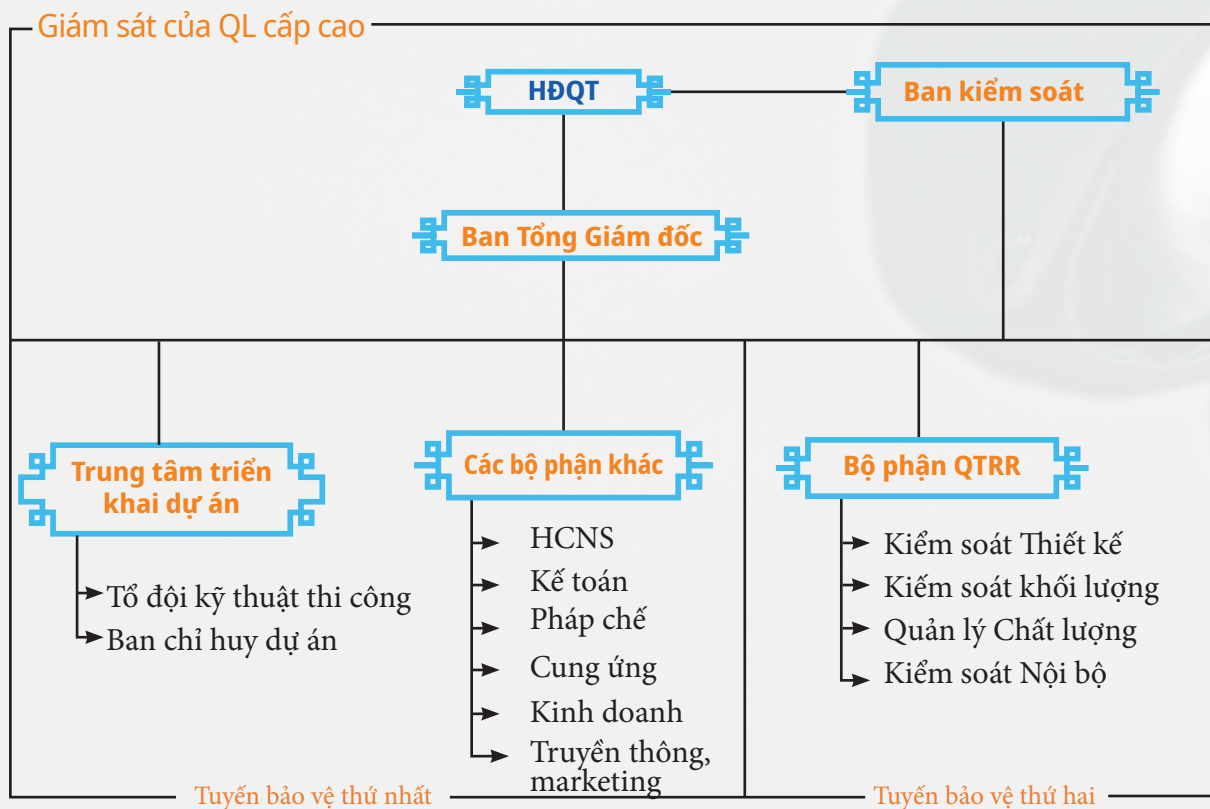 Giám sát của QL cấp cao
HĐQT
Ban kiểm soát
Ban Tổng Giám đốc
Trung tâm triển
khai dự án
Tổ đội kỹ thuật thi công
Ban chỉ huy dự án
Các bộ phận khác
HCNS
Kế toán
Pháp chế
Cung ứng
Kinh doanh
Truyền thông,
marketing
Bộ phận QTRR
Kiểm soát Thiết kế
Kiếm soát khối lượng
Quản lý Chất lượng
Kiểm soát Nội bộ
Tuyến bảo vệ thứ nhất
Tuyến bảo vệ thứ hai